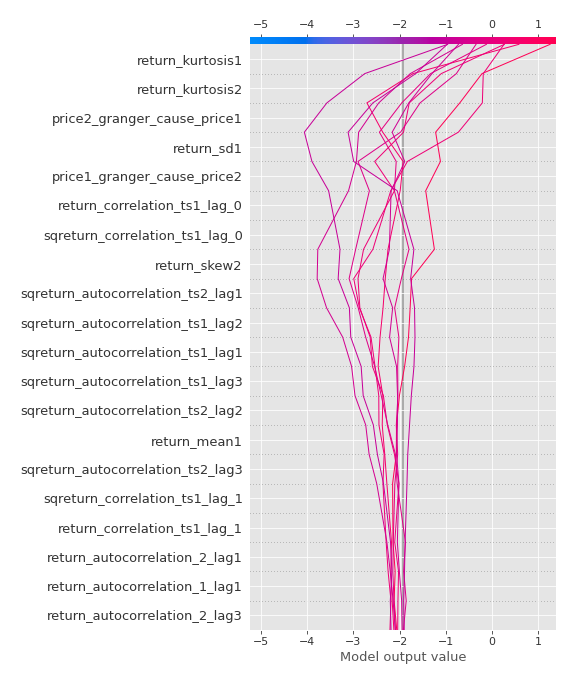 −5 −4 −3 −2 −1 0 1
return_kurtosis1
return_kurtosis2
price2_granger_cause_price1
return_sd1
price1_granger_cause_price2
return_correlation_ts1_lag_0
sqreturn_correlation_ts1_lag_0
return_skew2
sqreturn_autocorrelation_ts2_lag1
sqreturn_autocorrelation_ts1_lag2
sqreturn_autocorrelation_ts1_lag1
sqreturn_autocorrelation_ts1_lag3
sqreturn_autocorrelation_ts2_lag2
return_mean1
sqreturn_autocorrelation_ts2_lag3
sqreturn_correlation_ts1_lag_1
return_correlation_ts1_lag_1
return_autocorrelation_2_lag1
return_autocorrelation_1_lag1
return_autocorrelation_2_lag3
−5 −4 −3 −2 −1 0 1
Model output value